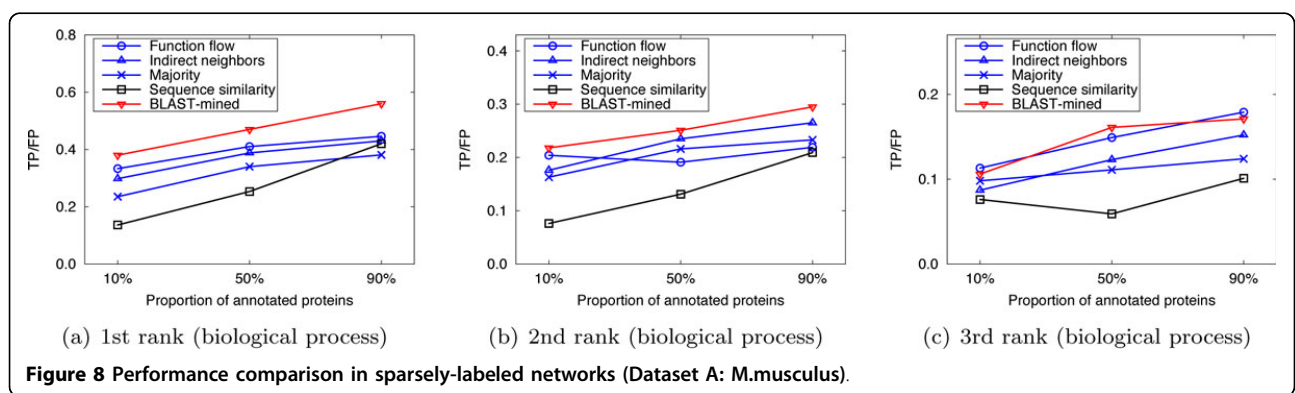 0.8
0.6
0.4
0.2
0.0
TP/FP
Function flow
Indirect neighbors
Majority
Sequence similarity
BLAST-mined
10%
50%
90%
Proportion of annotated proteins
(a) 1st rank (biological process)
0.4
0.3
0.2
0.1
0.0
TP/FP
Function flow
Indirect neighbors
Majority
Sequence similarity
BLAST-mined
10%
50%
90%
Proportion of annotated proteins
(b) 2nd rank (biological process)
0.2
0.1
0.0
TP/FP
Function flow
Indirect neighbors
Majority
Sequence similarity
BLAST-mined
10%
50%
90%
Proportion of annotated proteins
(c) 3rd rank (biological process)
Figure 8 Performance comparison in sparsely-labeled networks (Dataset A: M.musculus).